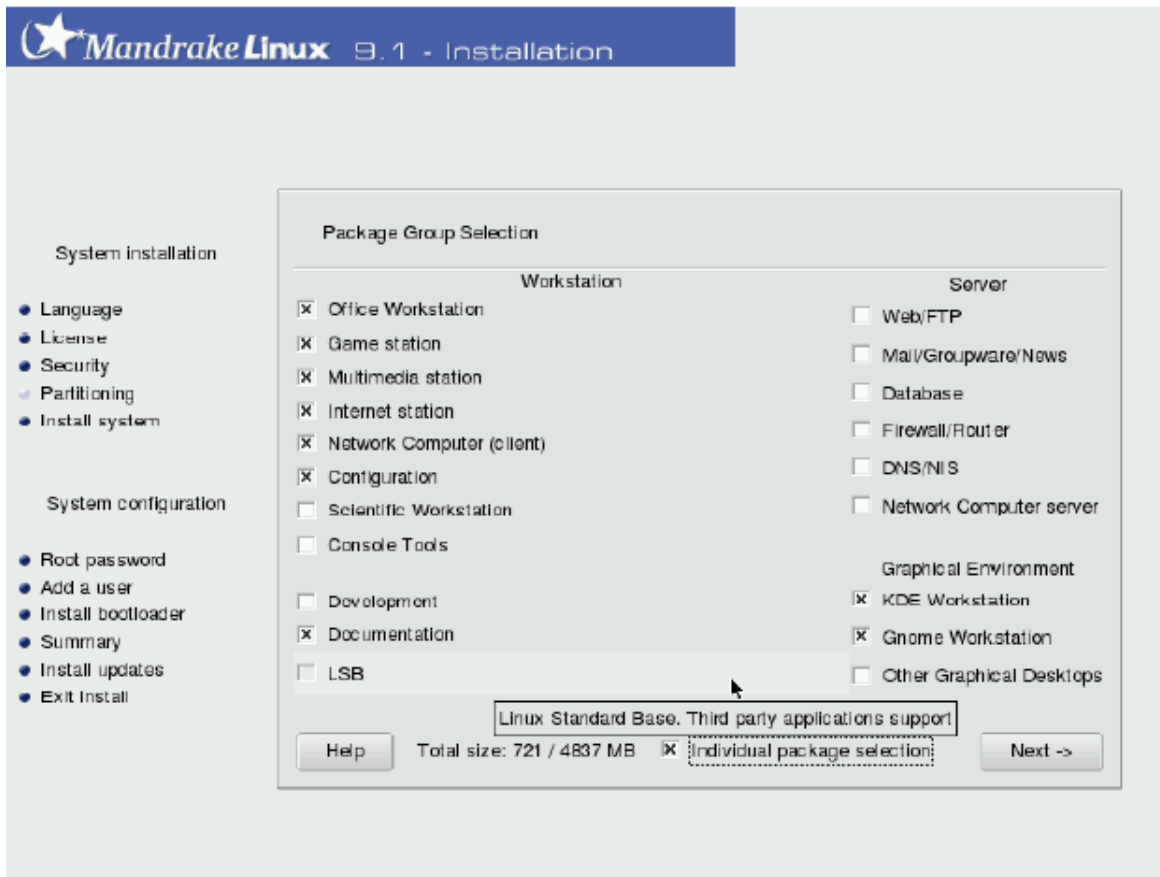 Mandrake Linux 9.1 - Installation
System installation
Language
License
Security
Partitioning
Install system
System configuration
Root password
Add a user
Install bootloader
Summary
Install updates
Exit Install
Package Group Selection
Workstation
Office Workstation
Game station
Multimedia station
Internet station
Network Computer (client)
Configuration
Scientific Workstation
Console Tools
Development
Documentation
LSB
Server
Web/FTP
Mail/Groupware/News
Database
Firewall/Router
DNS/NIS
Network Computer server
Graphical Environment
KDE Workstation
Gnome Workstation
Other Graphical Desktops
Linux Standard Base. Third party applications support
Help
Total size: 721 / 4837 MB
Individual package selection
Next ->